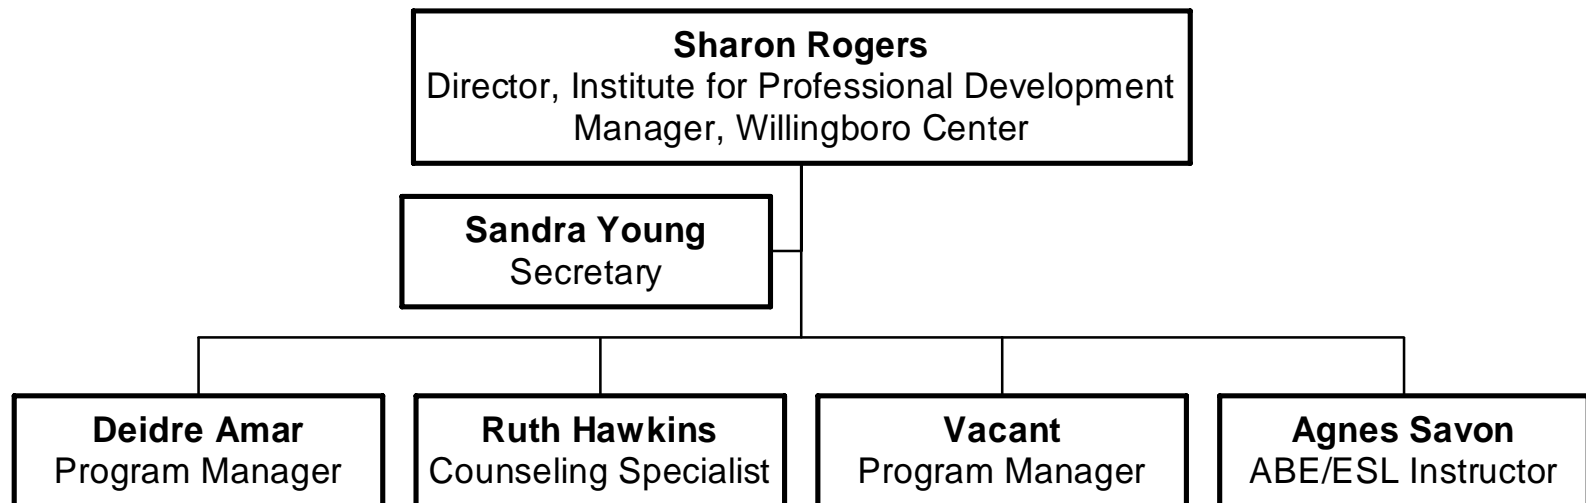 Sharon Rogers
Director, Institute for Professional Development
Manager, Willingboro Center
Sandra Young
Secretary
Deidre Amar
Program Manager
Ruth Hawkins
Counseling Specialist
Vacant
Program Manager
Agnes Savon
ABE/ESL Instructor